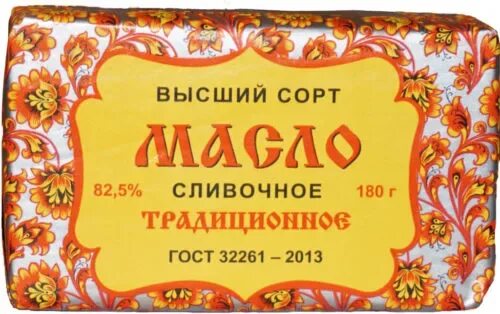 ВЫСШИЙ СОРТ
МАСЛО
82,5% СЛИВОЧНОЕ 180 г
ТРАДИЦИОННОЕ
ГОСТ 32261 – 2013